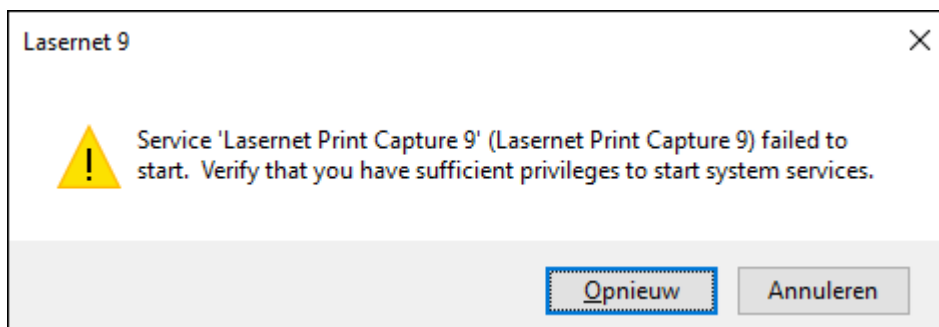 Lasernet 9
Service 'Lasernet Print Capture 9' (Lasernet Print Capture 9) failed to
start.  Verify that you have sufficient privileges to start system services.
Opnieuw
Annuleren